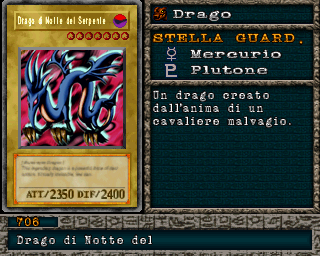 Drago di Notte del Serpente
ATT/2350 DIF/2400
Drago
STELLA GUARD.
Mercurio
Plutone
Un drago creato
dall'anima di un
cavaliere malvagio.
706
Drago di Notte del